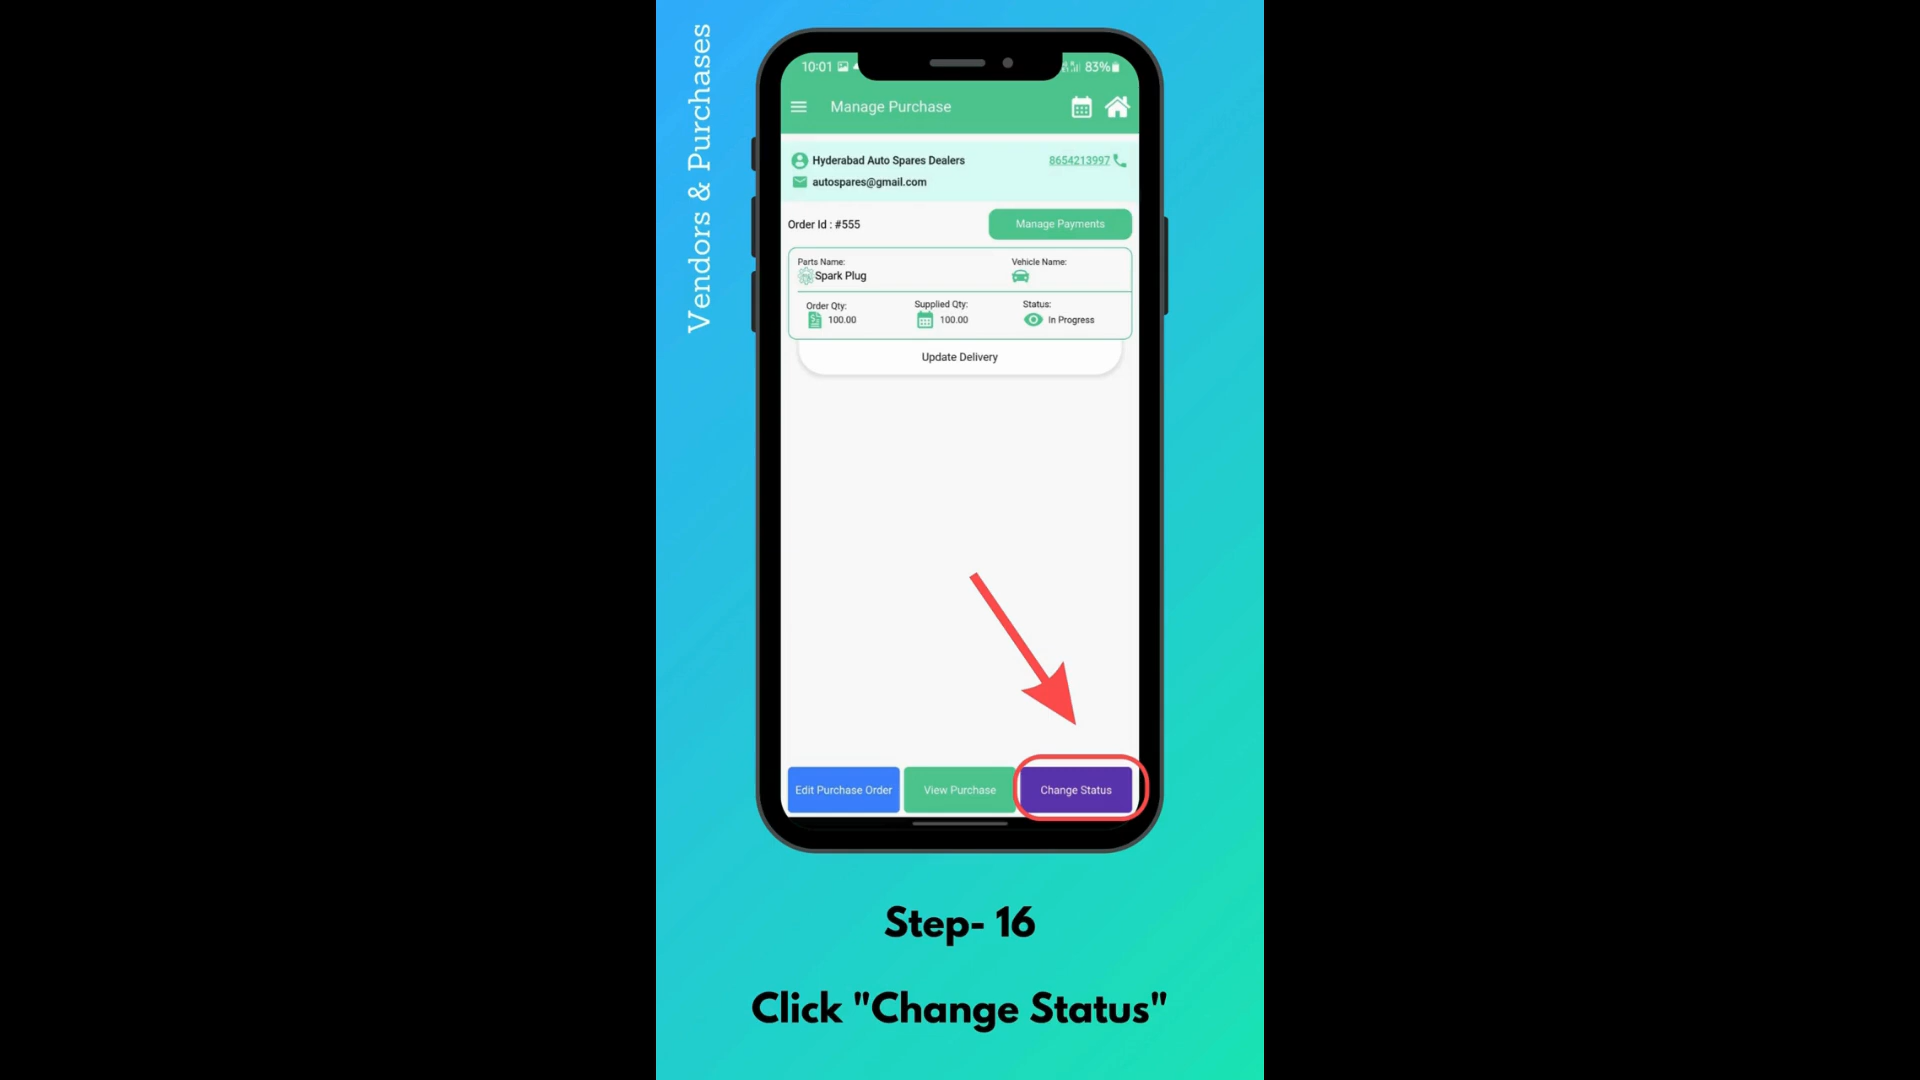 Vendors & Purchases
10:01 83%
Manage Purchase
Hyderabad Auto Spares Dealers 8654213997
autospares@gmail.com
Order Id : #555 Manage Payments
Parts Name: Vehicle Name:
Spark Plug
Order Qty: Supplied Qty: Status:
100.00 100.00 In Progress
Update Delivery
Edit Purchase Order View Purchase Change Status
Step- 16
Click "Change Status"